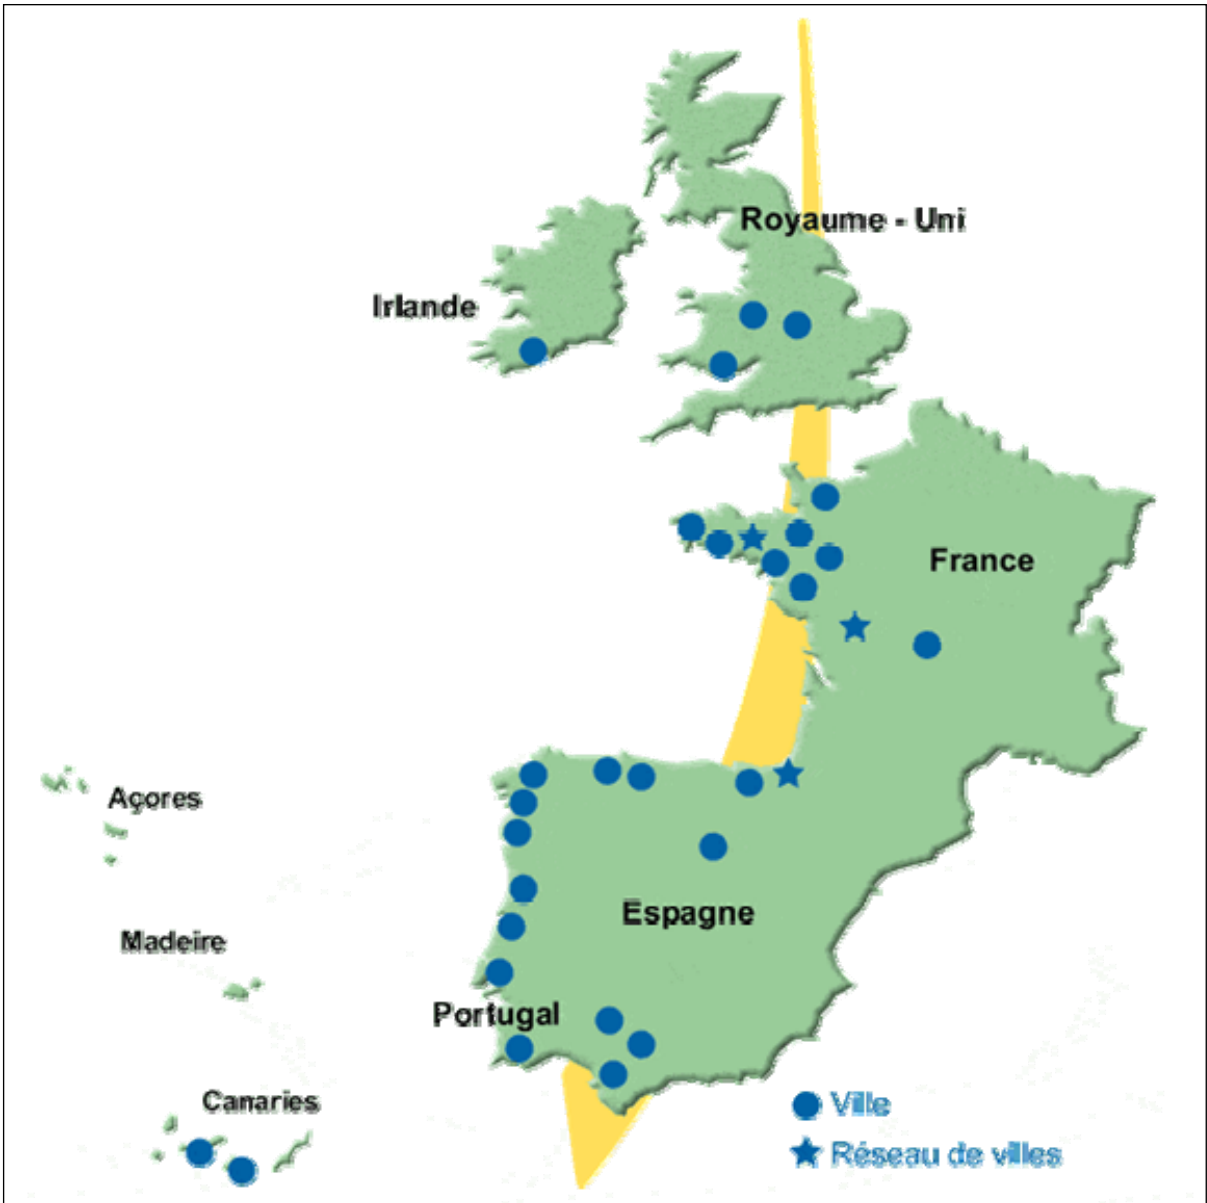 Royaume - Uni
Irlande
France
Açores
Espagne
Madeire
Portugal
Canaries
Ville
Réseau de villes